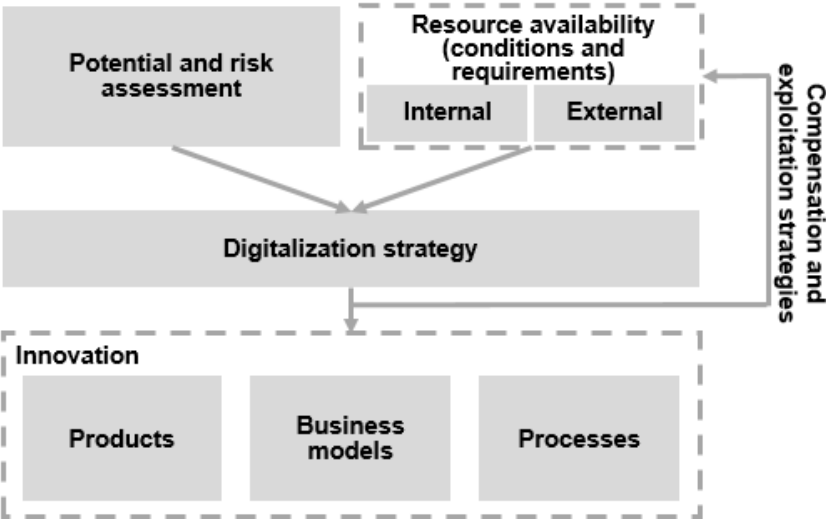 Potential and risk
assessment
Resource availability
(conditions and
requirements)
Internal
External
Compensation and
exploitation strategies
Digitalization strategy
Innovation
Products
Business
models
Processes